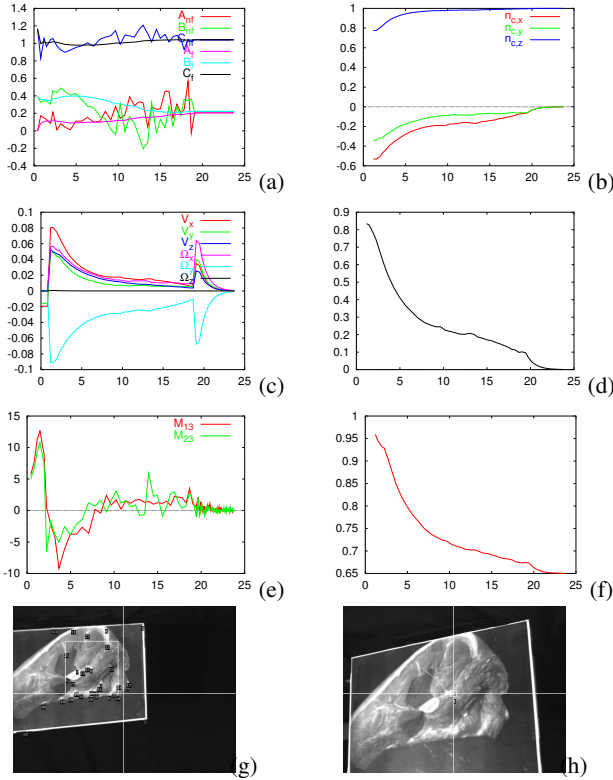 1.4
1.2
1
0.8
0.6
0.4
0.2
0
-0.2
-0.4
0 5 10 15 20 25
A_nf
B_nf
C_nf
A_f
B_f
C_f
(a)
1
0.8
0.6
0.4
0.2
0
-0.2
-0.4
-0.6
0 5 10 15 20 25
n_c,x
n_c,y
n_c,z
(b)
0.1
0.08
0.06
0.04
0.02
0
-0.02
-0.04
-0.06
-0.08
-0.1
0 5 10 15 20 25
V_x
V_y
V_z
Ω_x
Ω_y
Ω_z
(c)
0.9
0.8
0.7
0.6
0.5
0.4
0.3
0.2
0.1
0
0 5 10 15 20 25
(d)
15
10
5
0
-5
-10
0 5 10 15 20 25
M_13
M_23
(e)
1
0.95
0.9
0.85
0.8
0.75
0.7
0.65
0 5 10 15 20 25
(f)
(g)
(h)